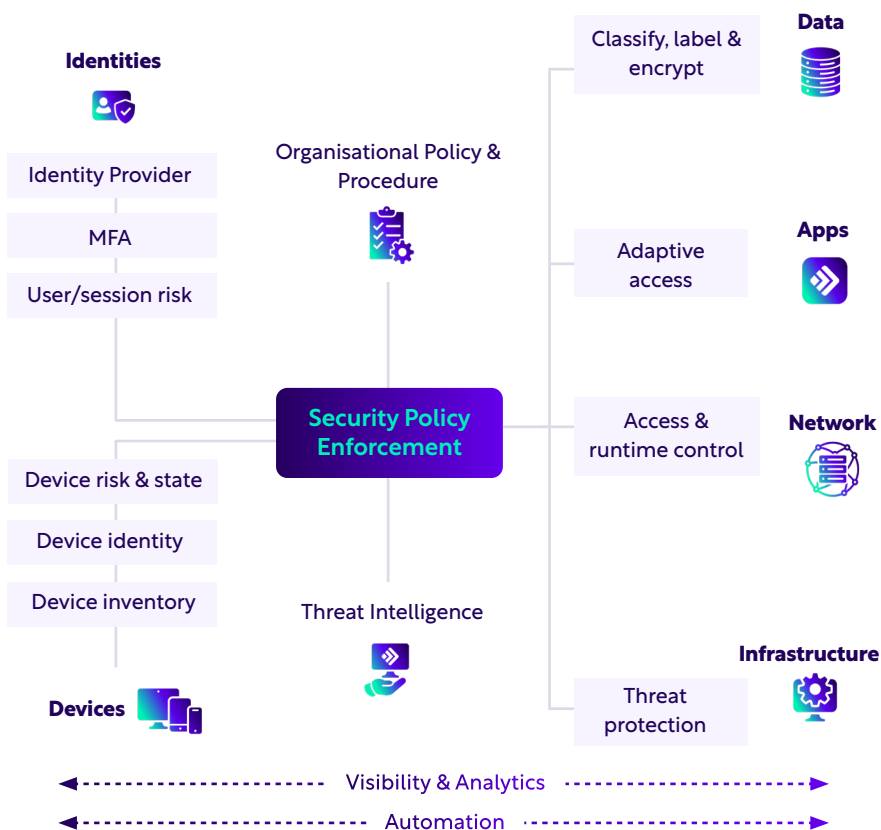 Identities
Identity Provider
MFA
User/session risk
Device risk & state
Device identity
Device inventory
Devices
Organisational Policy &
Procedure
Security Policy
Enforcement
Threat Intelligence
Data
Classify, label &
encrypt
Apps
Adaptive
access
Network
Access &
runtime control
Infrastructure
Threat
protection
Visibility & Analytics
Automation